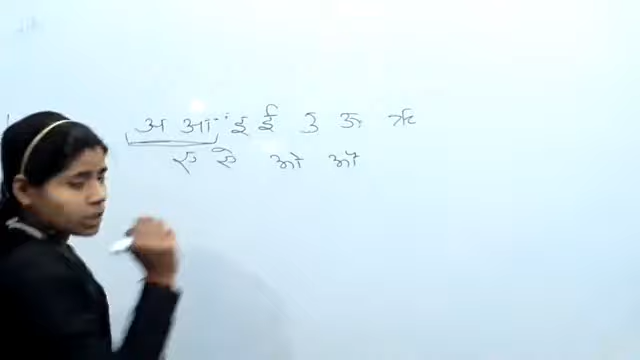 अ आ इ ई उ ऊ ऋ
ए ऐ ओ औ